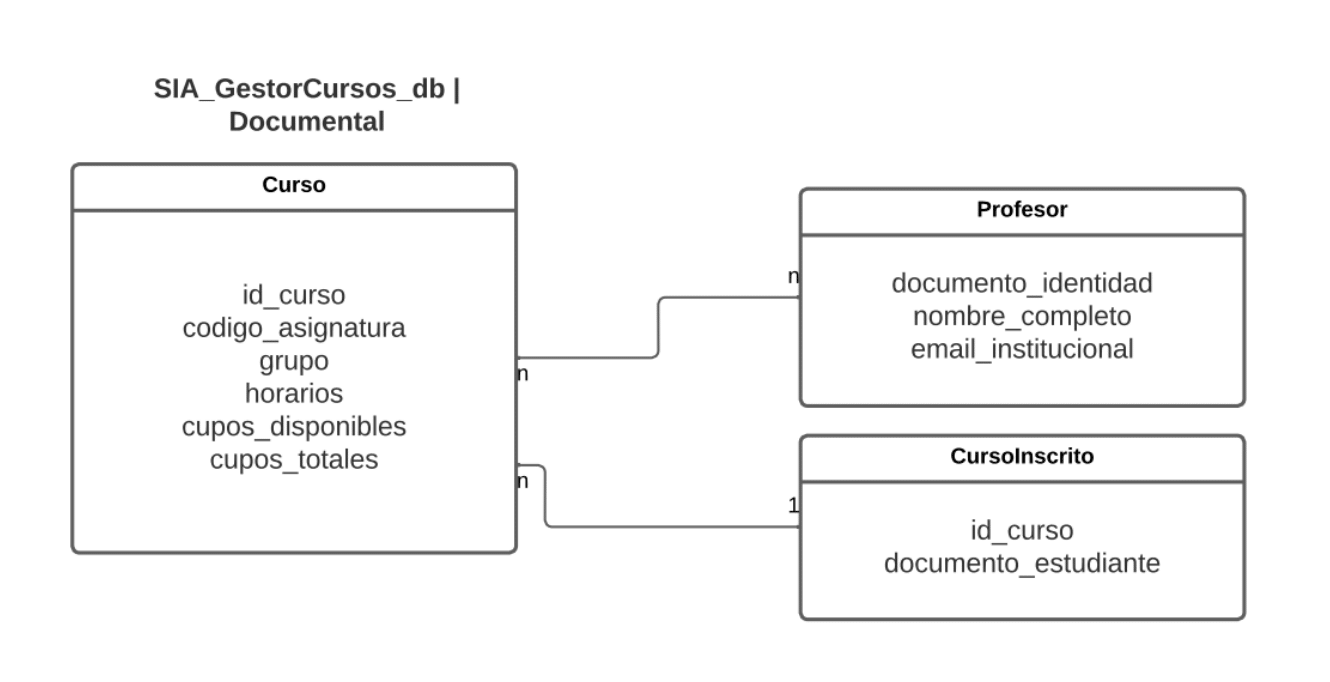 SIA_GestorCursos_db |
Documental
Curso
id_curso
codigo_asignatura
grupo
horarios
cupos_disponibles
cupos_totales
n
n
Profesor
documento_identidad
nombre_completo
email_institucional
n
1
CursoInscrito
id_curso
documento_estudiante